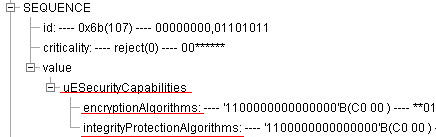 SEQUENCE
id: ---- 0x6b(107) ---- 00000000,01101011
criticality: ---- reject(0) ---- 00******
value
uESecurityCapabilities
encryptionAlgorithms: ---- '1100000000000000'B(C0 00 ) ---- **01
integrityProtectionAlgorithms: ---- '1100000000000000'B(C0 00 ) -